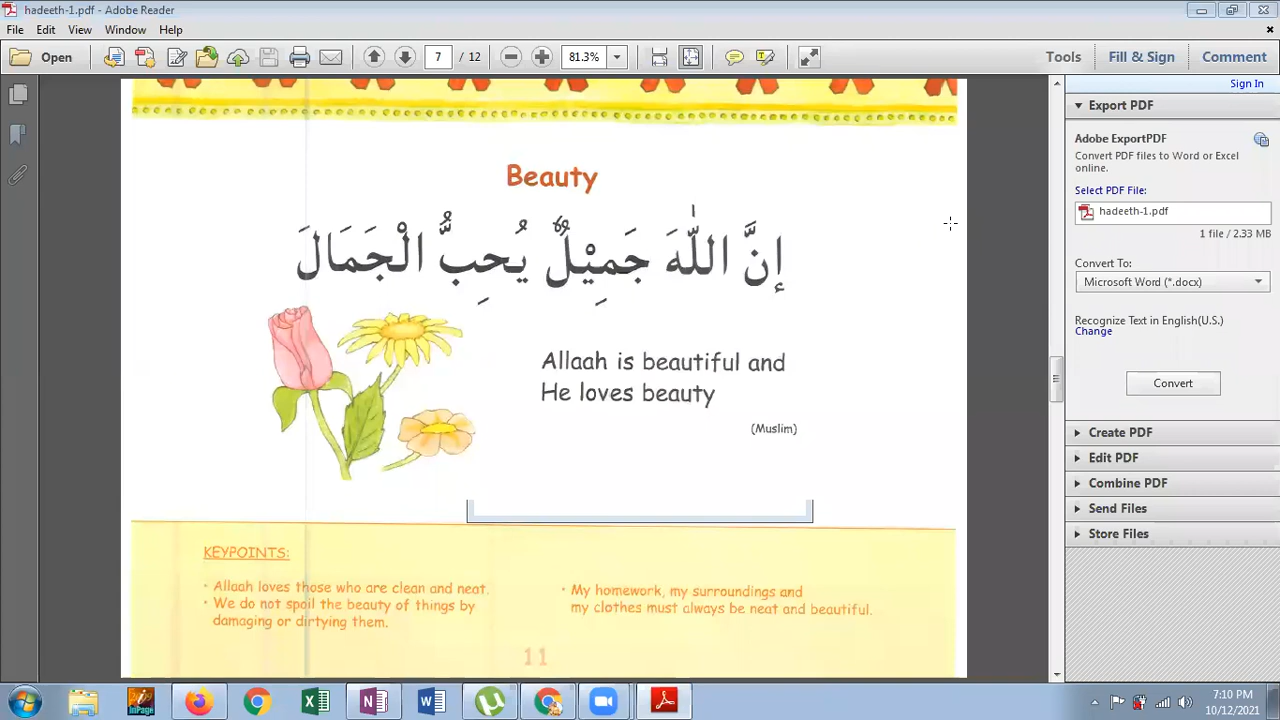 hadeeth-1.pdf - Adobe Reader
File Edit View Window Help
Open 7 / 12 81.3% Tools Fill & Sign Comment
Sign In
Export PDF
Adobe ExportPDF
Convert PDF files to Word or Excel
online.
Select PDF File:
hadeeth-1.pdf
1 file / 2.33 MB
Convert To:
Microsoft Word (*.docx)
Recognize Text in English(U.S.)
Change
Convert
Create PDF
Edit PDF
Combine PDF
Send Files
Store Files
Beauty
إِنَّ اللّٰهَ جَمِيْلٌ يُحِبُّ الْجَمَالَ
Allaah is beautiful and
He loves beauty
(Muslim)
KEYPOINTS:
• Allaah loves those who are clean and neat.
• We do not spoil the beauty of things by
damaging or dirtying them.
• My homework, my surroundings and
my clothes must always be neat and beautiful.
11
InPage
7:10 PM
10/12/2021